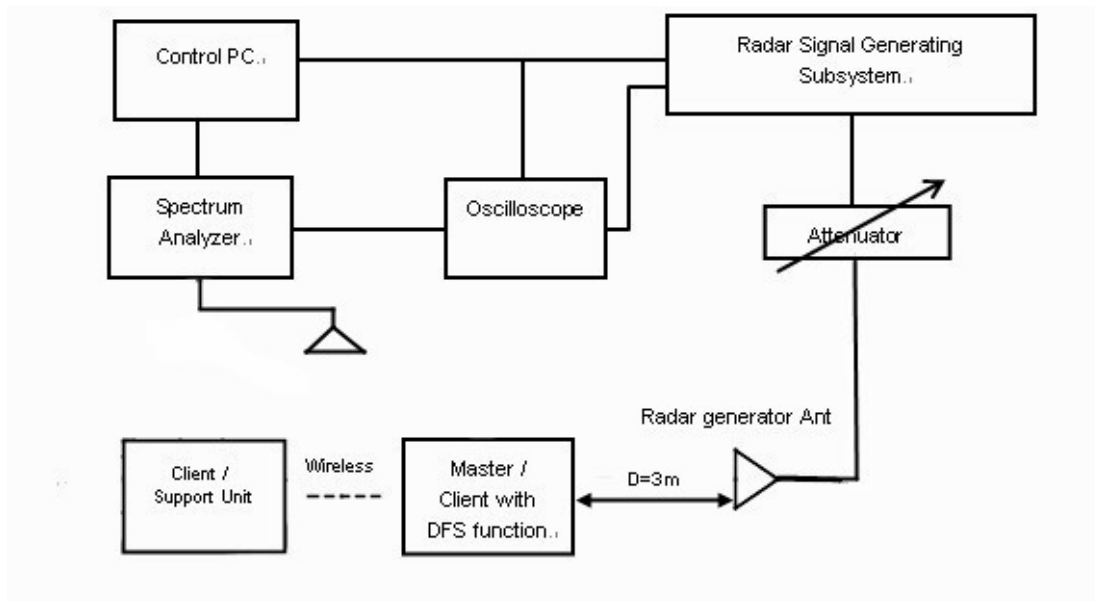 Control PC.
Radar Signal Generating
Subsystem.
Spectrum
Analyzer.
Oscilloscope
Attenuator
Radar generator Ant
Client /
Support Unit
Wireless
Master /
Client with
DFS function.
D=3m